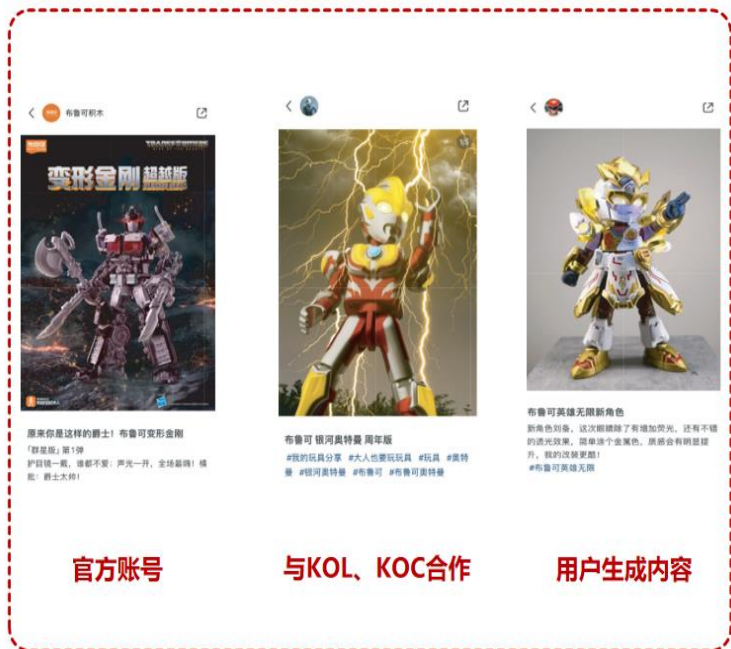 布鲁可积木
TRANSFORMERS
变形金刚 超越版
原来你是这样的爵士！布鲁可变形金刚
「群星版」第1弹
护目镜一戴，谁都不爱：声光一开，全场最嗨！横
批：爵士太帅！
官方账号
布鲁可 银河奥特曼 周年版
#我的玩具分享 #大人也要玩玩具 #玩具 #奥特
曼 #银河奥特曼 #布鲁可 #布鲁可奥特曼
与KOL、KOC合作
布鲁可英雄无限新角色
新角色刘备，这次眼睛除了有增加荧光，还有不错
的透光效果，简单涂个金属色，质感会有明显提
升，我的改装更酷！
#布鲁可英雄无限
用户生成内容